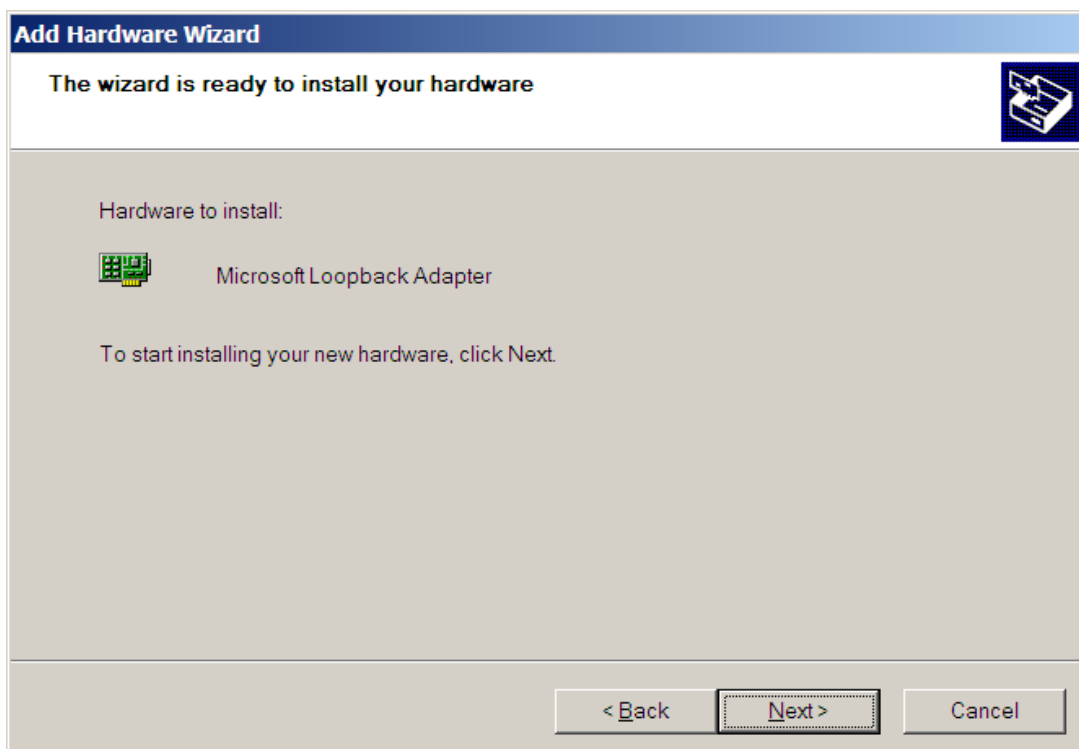 Add Hardware Wizard
The wizard is ready to install your hardware
Hardware to install:
Microsoft Loopback Adapter
To start installing your new hardware, click Next.
< Back
Next >
Cancel